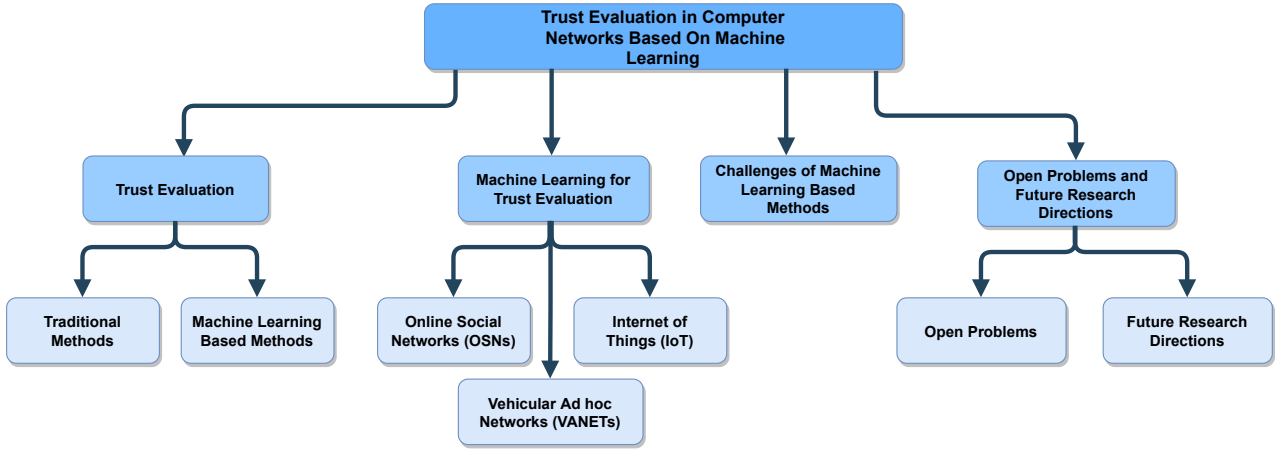 Trust Evaluation in Computer
Networks Based On Machine
Learning
Trust Evaluation
Machine Learning for
Trust Evaluation
Challenges of Machine
Learning Based
Methods
Open Problems and
Future Research
Directions
Traditional
Methods
Machine Learning
Based Methods
Online Social
Networks (OSNs)
Internet of
Things (IoT)
Vehicular Ad hoc
Networks (VANETs)
Open Problems
Future Research
Directions